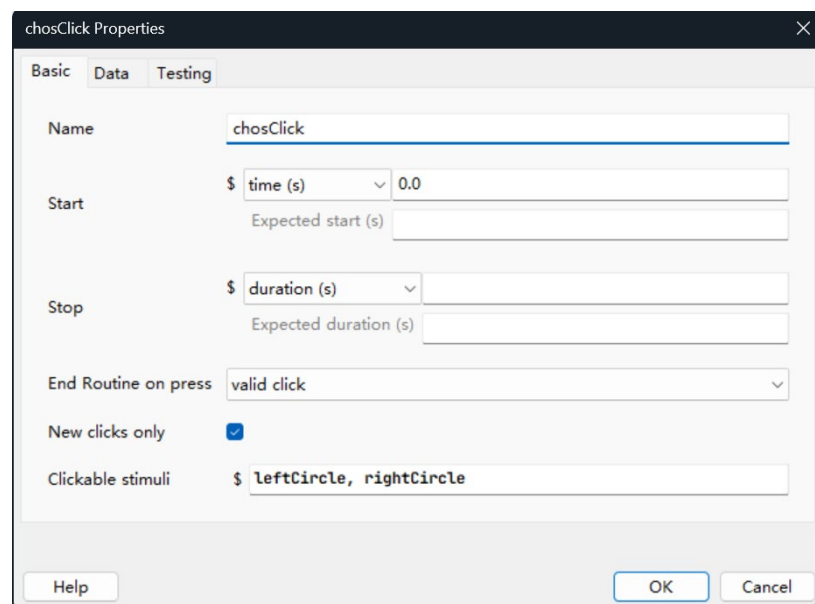 chosClick Properties
Basic Data Testing
Name chosClick
Start $ time (s) 0.0
Expected start (s)
Stop $ duration (s)
Expected duration (s)
End Routine on press valid click
New clicks only
Clickable stimuli $ leftCircle, rightCircle
Help OK Cancel